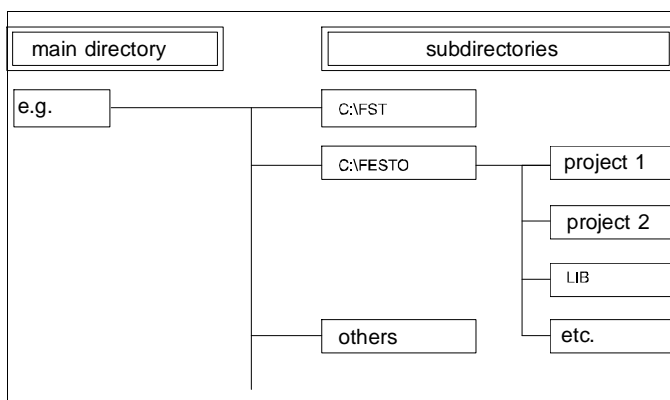 main directory
subdirectories
e.g.
C:\FST
C:\FESTO
project 1
project 2
LIB
others
etc.